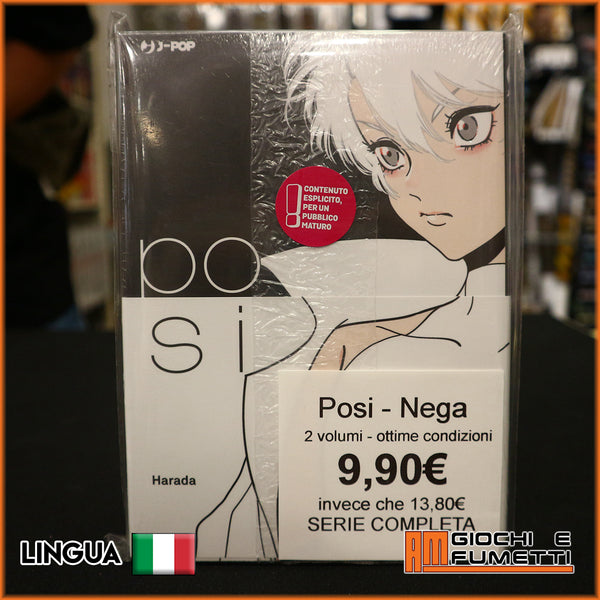 J-POP
CONTENUTO
ESPLICITO,
PER UN
PUBBLICO
MATURO
po
si
Harada
Posi - Nega
2 volumi - ottime condizioni
9,90€
invece che 13,80€
SERIE COMPLETA
LINGUA
AM GIOCHI E
FUMETTI